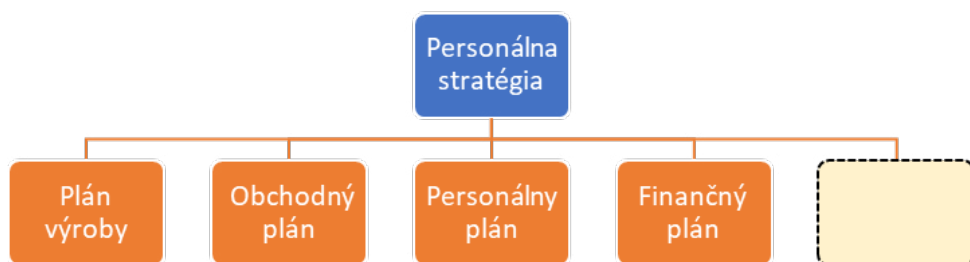 Personálna
stratégia
Plán
výroby
Obchodný
plán
Personálny
plán
Finančný
plán